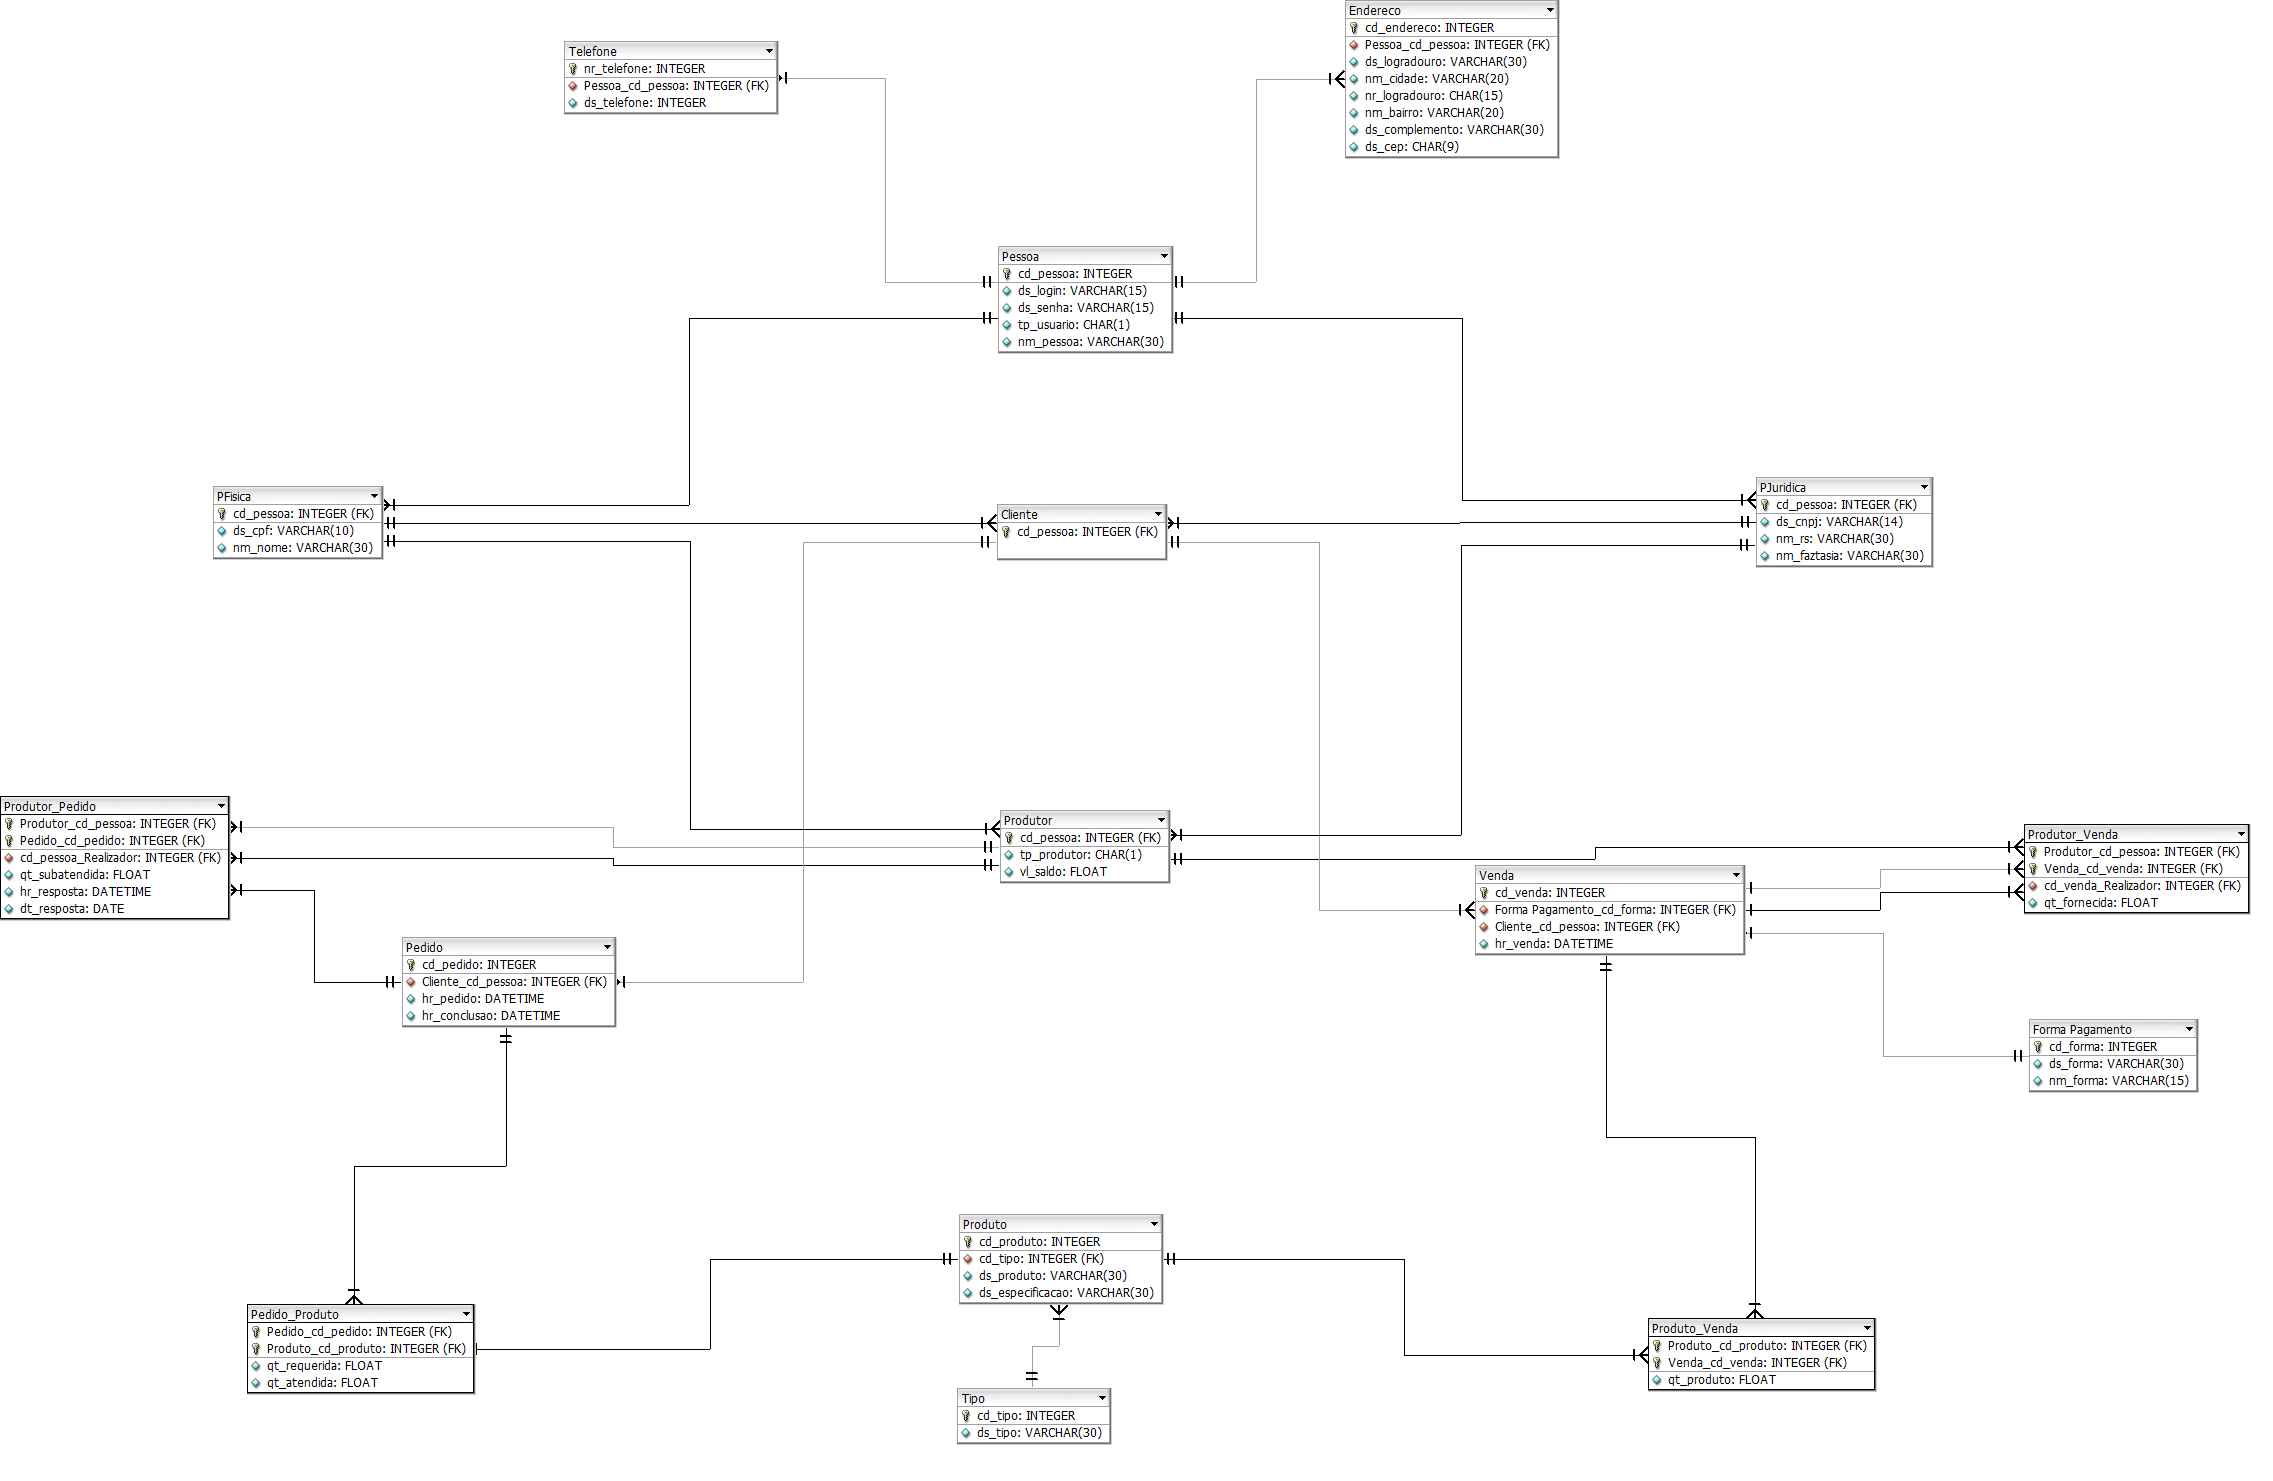 Endereco
cd_endereco: INTEGER
Pessoa_cd_pessoa: INTEGER (FK)
ds_logradouro: VARCHAR(30)
nm_cidade: VARCHAR(20)
nr_logradouro: CHAR(15)
nm_bairro: VARCHAR(20)
ds_complemento: VARCHAR(30)
ds_cep: CHAR(9)
Telefone
nr_telefone: INTEGER
Pessoa_cd_pessoa: INTEGER (FK)
ds_telefone: INTEGER
Pessoa
cd_pessoa: INTEGER
ds_login: VARCHAR(15)
ds_senha: VARCHAR(15)
tp_usuario: CHAR(1)
nm_pessoa: VARCHAR(30)
PFisica
cd_pessoa: INTEGER (FK)
ds_cpf: VARCHAR(10)
nm_nome: VARCHAR(30)
Cliente
cd_pessoa: INTEGER (FK)
PJuridica
cd_pessoa: INTEGER (FK)
ds_cnpj: VARCHAR(14)
nm_rs: VARCHAR(30)
nm_faztasia: VARCHAR(30)
Produtor_Pedido
Produtor_cd_pessoa: INTEGER (FK)
Pedido_cd_pedido: INTEGER (FK)
cd_pessoa_Realizador: INTEGER (FK)
qt_subatendida: FLOAT
hr_resposta: DATETIME
dt_resposta: DATE
Produtor
cd_pessoa: INTEGER (FK)
tp_produtor: CHAR(1)
vl_saldo: FLOAT
Produtor_Venda
Produtor_cd_pessoa: INTEGER (FK)
Venda_cd_venda: INTEGER (FK)
cd_venda_Realizador: INTEGER (FK)
qt_fornecida: FLOAT
Venda
cd_venda: INTEGER
Forma Pagamento_cd_forma: INTEGER (FK)
Cliente_cd_pessoa: INTEGER (FK)
hr_venda: DATETIME
Pedido
cd_pedido: INTEGER
Cliente_cd_pessoa: INTEGER (FK)
hr_pedido: DATETIME
hr_conclusao: DATETIME
Forma Pagamento
cd_forma: INTEGER
ds_forma: VARCHAR(30)
nm_forma: VARCHAR(15)
Produto
cd_produto: INTEGER
cd_tipo: INTEGER (FK)
ds_produto: VARCHAR(30)
ds_especificacao: VARCHAR(30)
Pedido_Produto
Pedido_cd_pedido: INTEGER (FK)
Produto_cd_produto: INTEGER (FK)
qt_requerida: FLOAT
qt_atendida: FLOAT
Produto_Venda
Produto_cd_produto: INTEGER (FK)
Venda_cd_venda: INTEGER (FK)
qt_produto: FLOAT
Tipo
cd_tipo: INTEGER
ds_tipo: VARCHAR(30)